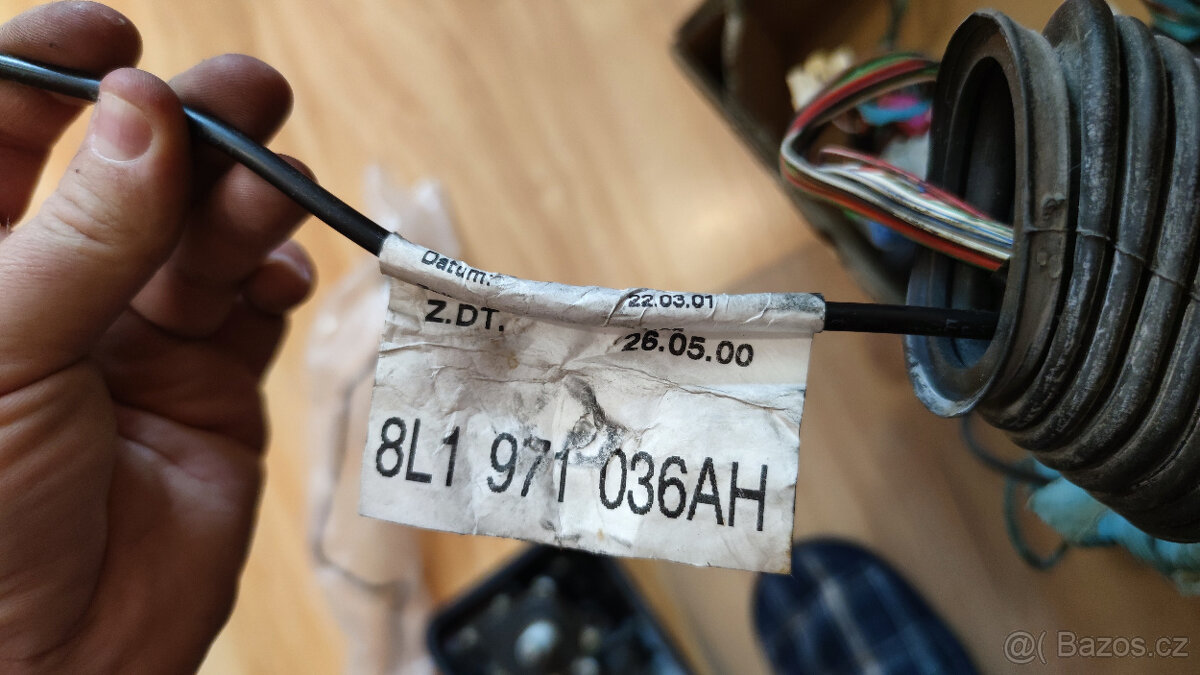 Datum: 22.03.01
Z.DT. 26.05.00
8L1 971 036AH
@( Bazos.cz